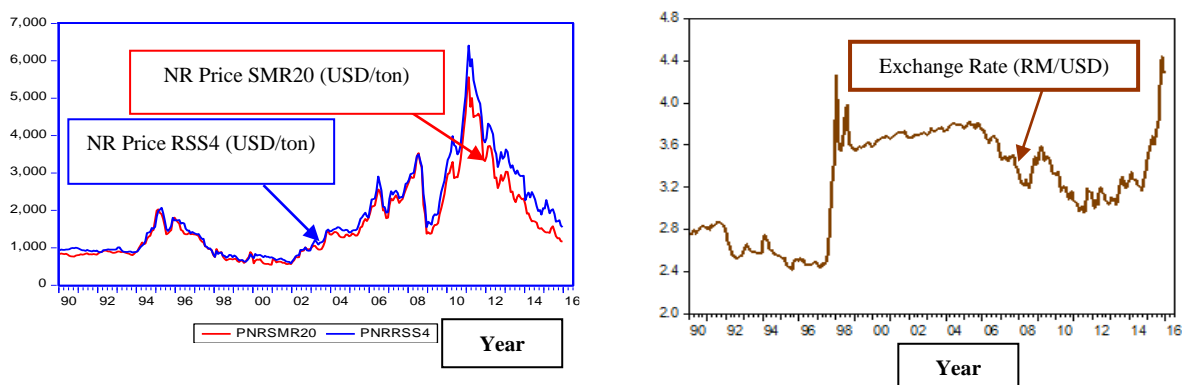 7,000
6,000
5,000
4,000
3,000
2,000
1,000
0
NR Price SMR20 (USD/ton)
NR Price RSS4 (USD/ton)
90 92 94 96 98 00 02 04 06 08 10 12 14 16
PNRSMR20 PNRRSS4
Year
4.8
4.4
4.0
3.6
3.2
2.8
2.4
2.0
Exchange Rate (RM/USD)
90 92 94 96 98 00 02 04 06 08 10 12 14 16
Year